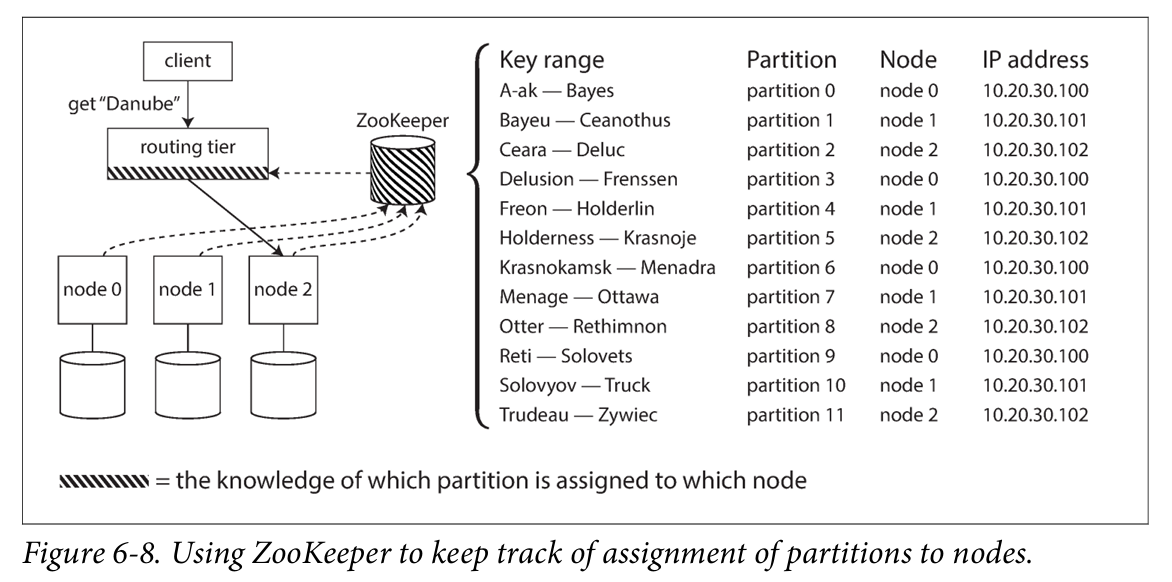 client
get “Danube”
routing tier
ZooKeeper
node 0 node 1 node 2
Key range Partition Node IP address
A-ak — Bayes partition 0 node 0 10.20.30.100
Bayeu — Ceanothus partition 1 node 1 10.20.30.101
Ceara — Deluc partition 2 node 2 10.20.30.102
Delusion — Frenssen partition 3 node 0 10.20.30.100
Freon — Holderlin partition 4 node 1 10.20.30.101
Holderness — Krasnoje partition 5 node 2 10.20.30.102
Krasnokamsk — Menadra partition 6 node 0 10.20.30.100
Menage — Ottawa partition 7 node 1 10.20.30.101
Otter — Rethimnon partition 8 node 2 10.20.30.102
Reti — Solovets partition 9 node 0 10.20.30.100
Solovyov — Truck partition 10 node 1 10.20.30.101
Trudeau — Zywiec partition 11 node 2 10.20.30.102
= the knowledge of which partition is assigned to which node
Figure 6-8. Using ZooKeeper to keep track of assignment of partitions to nodes.